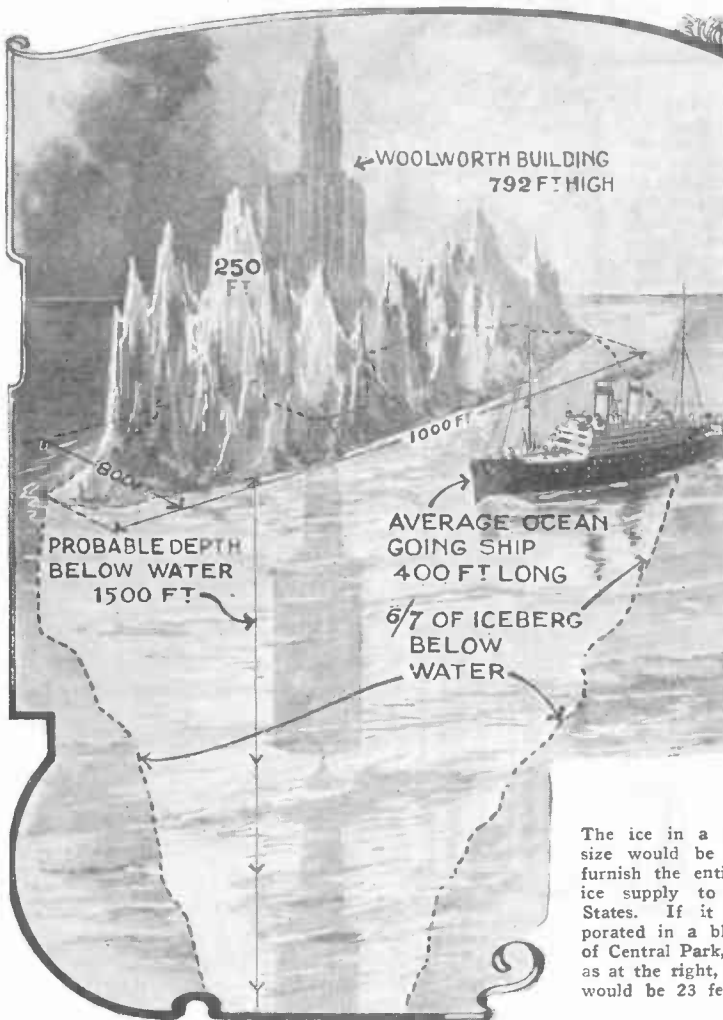 WOOLWORTH BUILDING
792 FT HIGH
250
FT
1000 FT
800 FT
PROBABLE DEPTH
BELOW WATER
1500 FT
AVERAGE OCEAN
GOING SHIP
400 FT LONG
6/7 OF ICEBERG
BELOW
WATER
The ice in a
size would be
furnish the enti
ice supply to
States. If it
porated in a bl
of Central Park,
as at the right,
would be 23 fe